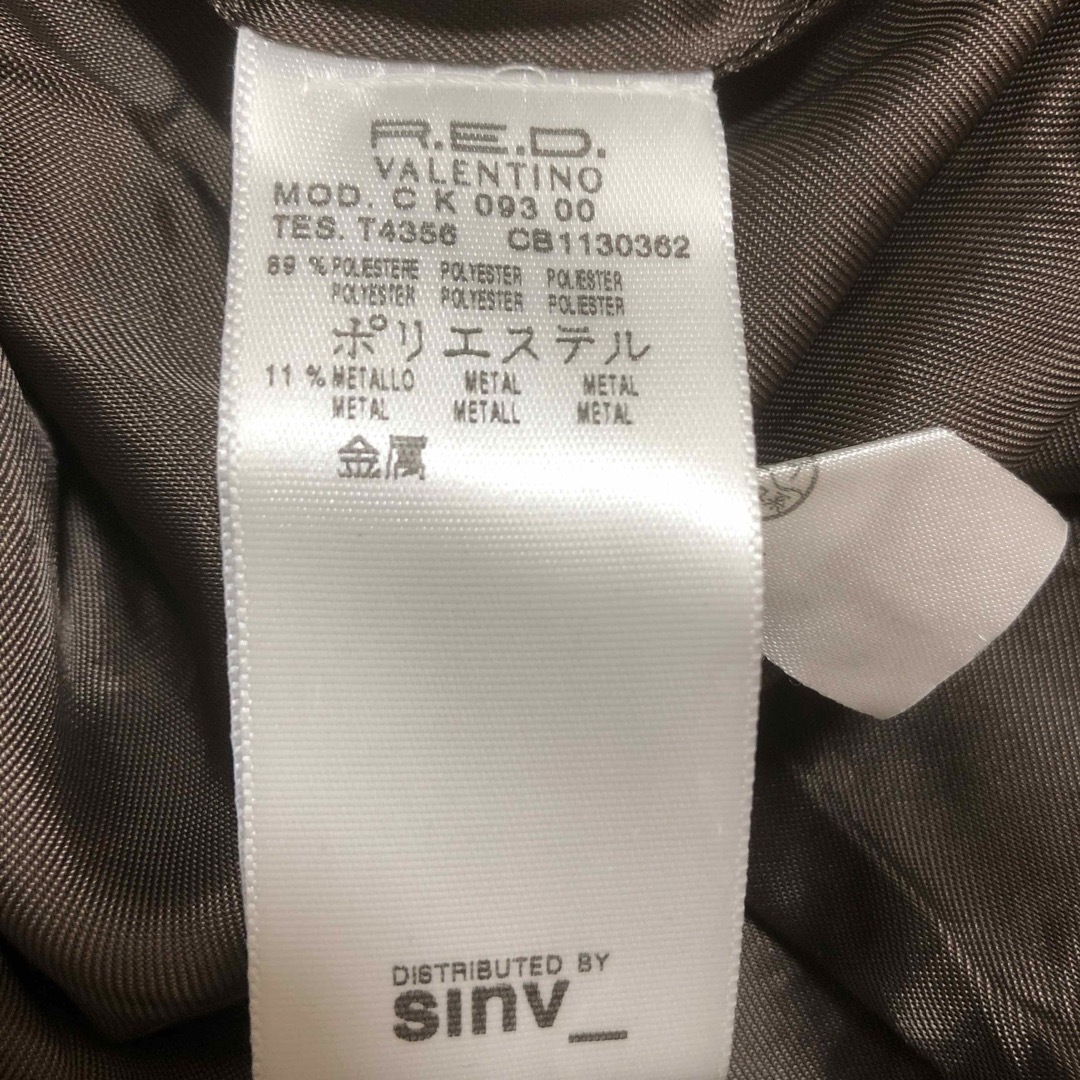 R.E.D.
VALENTINO
MOD. C K 093 00
TES. T4356 CB1130362
89 % POLIESTERE POLYESTER POLIESTER
POLYESTER POLYESTER POLIESTER
ポリエステル
11 % METALLO METAL METAL
METAL METALL METAL
金属
DISTRIBUTED BY
sinv_